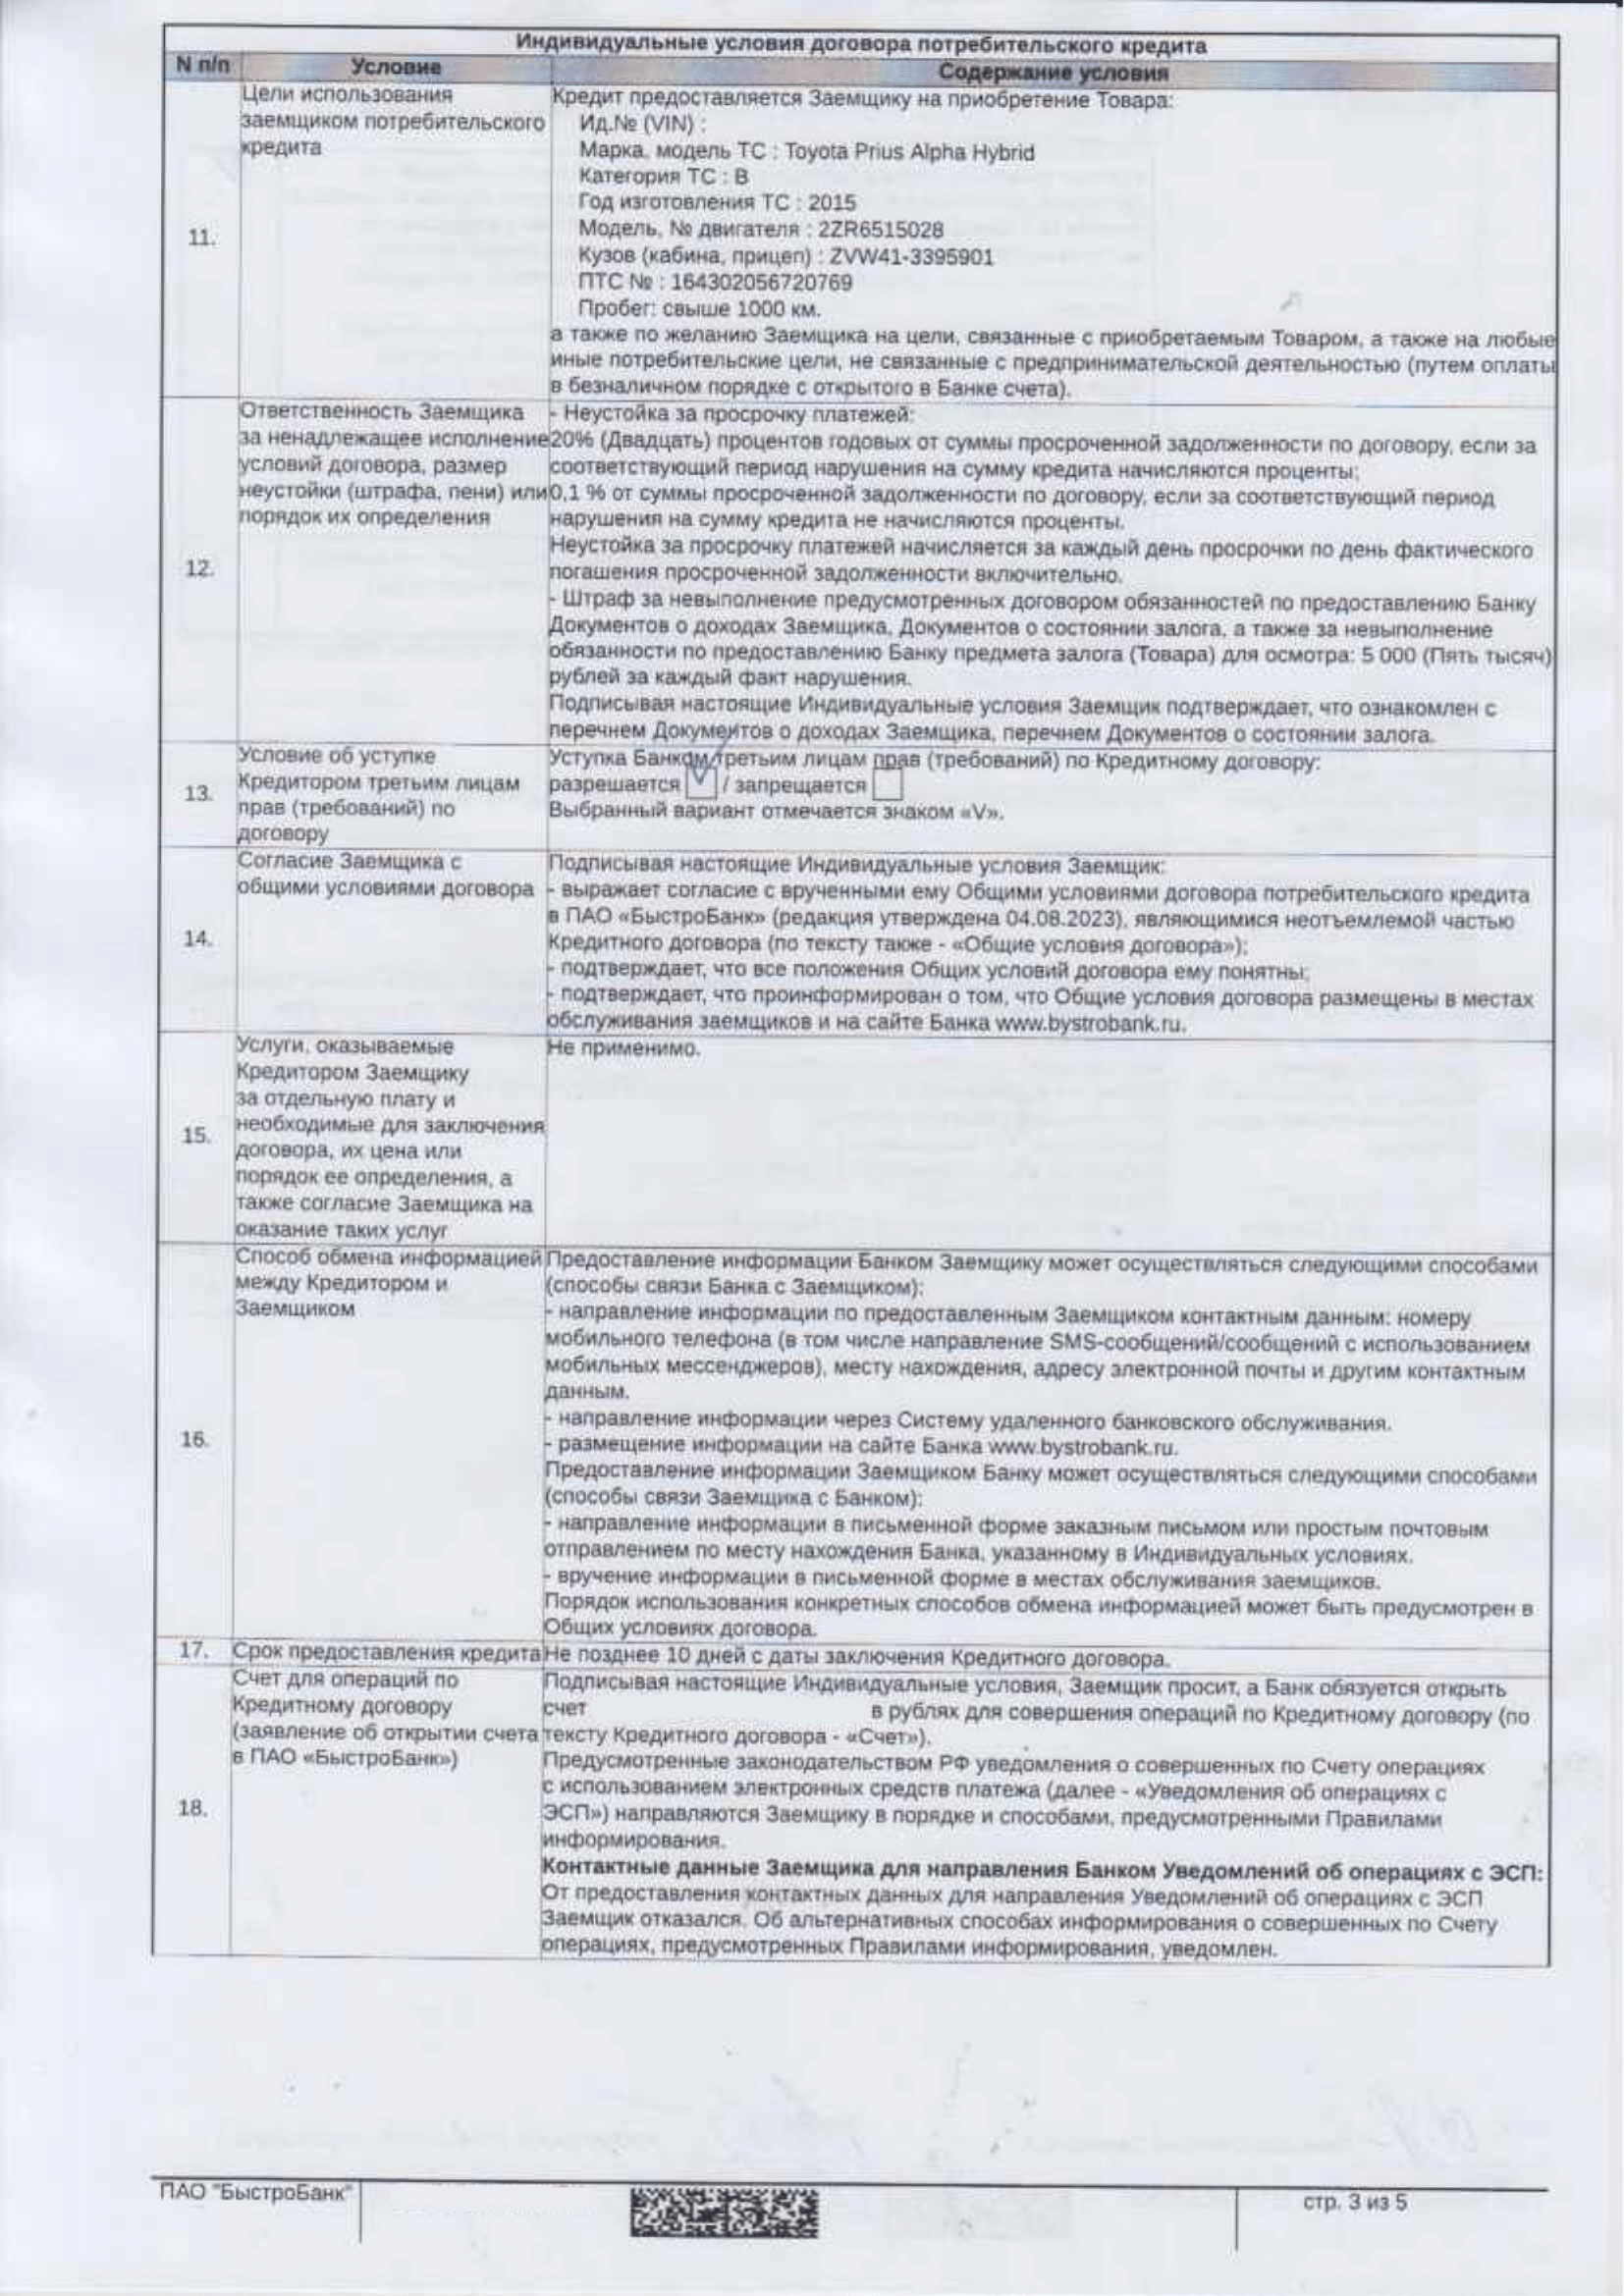 Индивидуальные условия договора потребительского кредита
N п/п Условие Содержание условия
11.
Цели использования
заемщиком потребительского
кредита
Кредит предоставляется Заемщику на приобретение Товара:
Ид.№ (VIN) :
Марка, модель ТС : Toyota Prius Alpha Hybrid
Категория ТС : В
Год изготовления ТС : 2015
Модель, № двигателя : 2ZR6515028
Кузов (кабина, прицеп) : ZVW41-3395901
ПТС № : 164302056720769
Пробег: свыше 1000 км.
а также по желанию Заемщика на цели, связанные с приобретаемым Товаром, а также на любые
иные потребительские цели, не связанные с предпринимательской деятельностью (путем оплаты
в безналичном порядке с открытого в Банке счета).
12.
Ответственность Заемщика
за ненадлежащее исполнение
условий договора, размер
неустойки (штрафа, пени) или
порядок их определения
- Неустойка за просрочку платежей:
20% (Двадцать) процентов годовых от суммы просроченной задолженности по договору, если за
соответствующий период нарушения на сумму кредита начисляются проценты;
0,1 % от суммы просроченной задолженности по договору, если за соответствующий период
нарушения на сумму кредита не начисляются проценты.
Неустойка за просрочку платежей начисляется за каждый день просрочки по день фактического
погашения просроченной задолженности включительно.
- Штраф за невыполнение предусмотренных договором обязанностей по предоставлению Банку
Документов о доходах Заемщика, Документов о состоянии залога, а также за невыполнение
обязанности по предоставлению Банку предмета залога (Товара) для осмотра: 5 000 (Пять тысяч)
рублей за каждый факт нарушения.
Подписывая настоящие Индивидуальные условия Заемщик подтверждает, что ознакомлен с
перечнем Документов о доходах Заемщика, перечнем Документов о состоянии залога.
13.
Условие об уступке
Кредитором третьим лицам
прав (требований) по
договору
Уступка Банком третьим лицам прав (требований) по Кредитному договору:
разрешается V / запрещается
Выбранный вариант отмечается знаком «V».
14.
Согласие Заемщика с
общими условиями договора
Подписывая настоящие Индивидуальные условия Заемщик:
- выражает согласие с врученными ему Общими условиями договора потребительского кредита
в ПАО «БыстроБанк» (редакция утверждена 04.08.2023), являющимися неотъемлемой частью
Кредитного договора (по тексту также - «Общие условия договора»);
- подтверждает, что все положения Общих условий договора ему понятны;
- подтверждает, что проинформирован о том, что Общие условия договора размещены в местах
обслуживания заемщиков и на сайте Банка www.bystrobank.ru.
15.
Услуги, оказываемые
Кредитором Заемщику
за отдельную плату и
необходимые для заключения
договора, их цена или
порядок ее определения, а
также согласие Заемщика на
оказание таких услуг
Не применимо.
16.
Способ обмена информацией
между Кредитором и
Заемщиком
Предоставление информации Банком Заемщику может осуществляться следующими способами
(способы связи Банка с Заемщиком):
- направление информации по предоставленным Заемщиком контактным данным: номеру
мобильного телефона (в том числе направление SMS-сообщений/сообщений с использованием
мобильных мессенджеров), месту нахождения, адресу электронной почты и другим контактным
данным.
- направление информации через Систему удаленного банковского обслуживания.
- размещение информации на сайте Банка www.bystrobank.ru.
Предоставление информации Заемщиком Банку может осуществляться следующими способами
(способы связи Заемщика с Банком):
- направление информации в письменной форме заказным письмом или простым почтовым
отправлением по месту нахождения Банка, указанному в Индивидуальных условиях.
- вручение информации в письменной форме в местах обслуживания заемщиков.
Порядок использования конкретных способов обмена информацией может быть предусмотрен в
Общих условиях договора.
17. Срок предоставления кредита Не позднее 10 дней с даты заключения Кредитного договора.
18.
Счет для операций по
Кредитному договору
(заявление об открытии счета
в ПАО «БыстроБанк»)
Подписывая настоящие Индивидуальные условия, Заемщик просит, а Банк обязуется открыть
счет в рублях для совершения операций по Кредитному договору (по
тексту Кредитного договора - «Счет»).
Предусмотренные законодательством РФ уведомления о совершенных по Счету операциях
с использованием электронных средств платежа (далее - «Уведомления об операциях с
ЭСП») направляются Заемщику в порядке и способами, предусмотренными Правилами
информирования.
Контактные данные Заемщика для направления Банком Уведомлений об операциях с ЭСП:
От предоставления контактных данных для направления Уведомлений об операциях с ЭСП
Заемщик отказался. Об альтернативных способах информирования о совершенных по Счету
операциях, предусмотренных Правилами информирования, уведомлен.
ПАО "БыстроБанк"
стр. 3 из 5